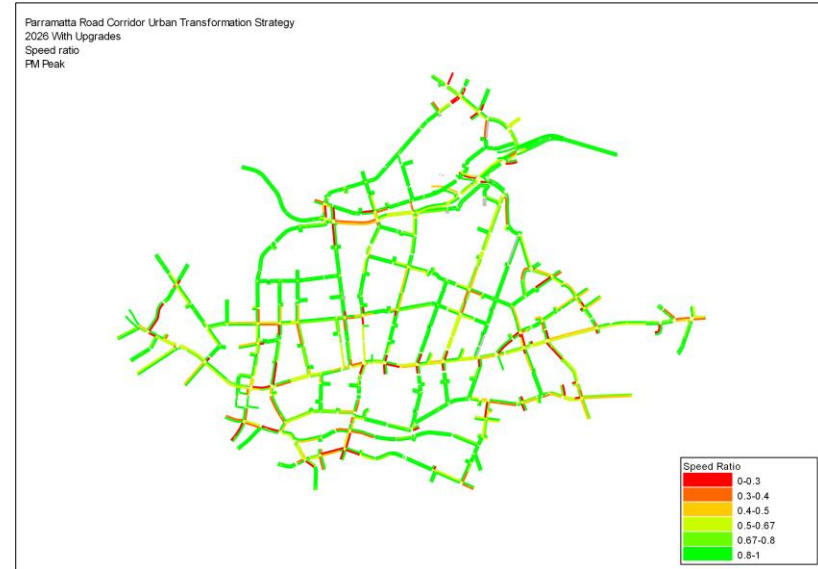 Parramatta Road Corridor Urban Transformation Strategy
2026 With Upgrades
Speed ratio
PM Peak
Speed Ratio
0-0.3
0.3-0.4
0.4-0.5
0.5-0.67
0.67-0.8
0.8-1